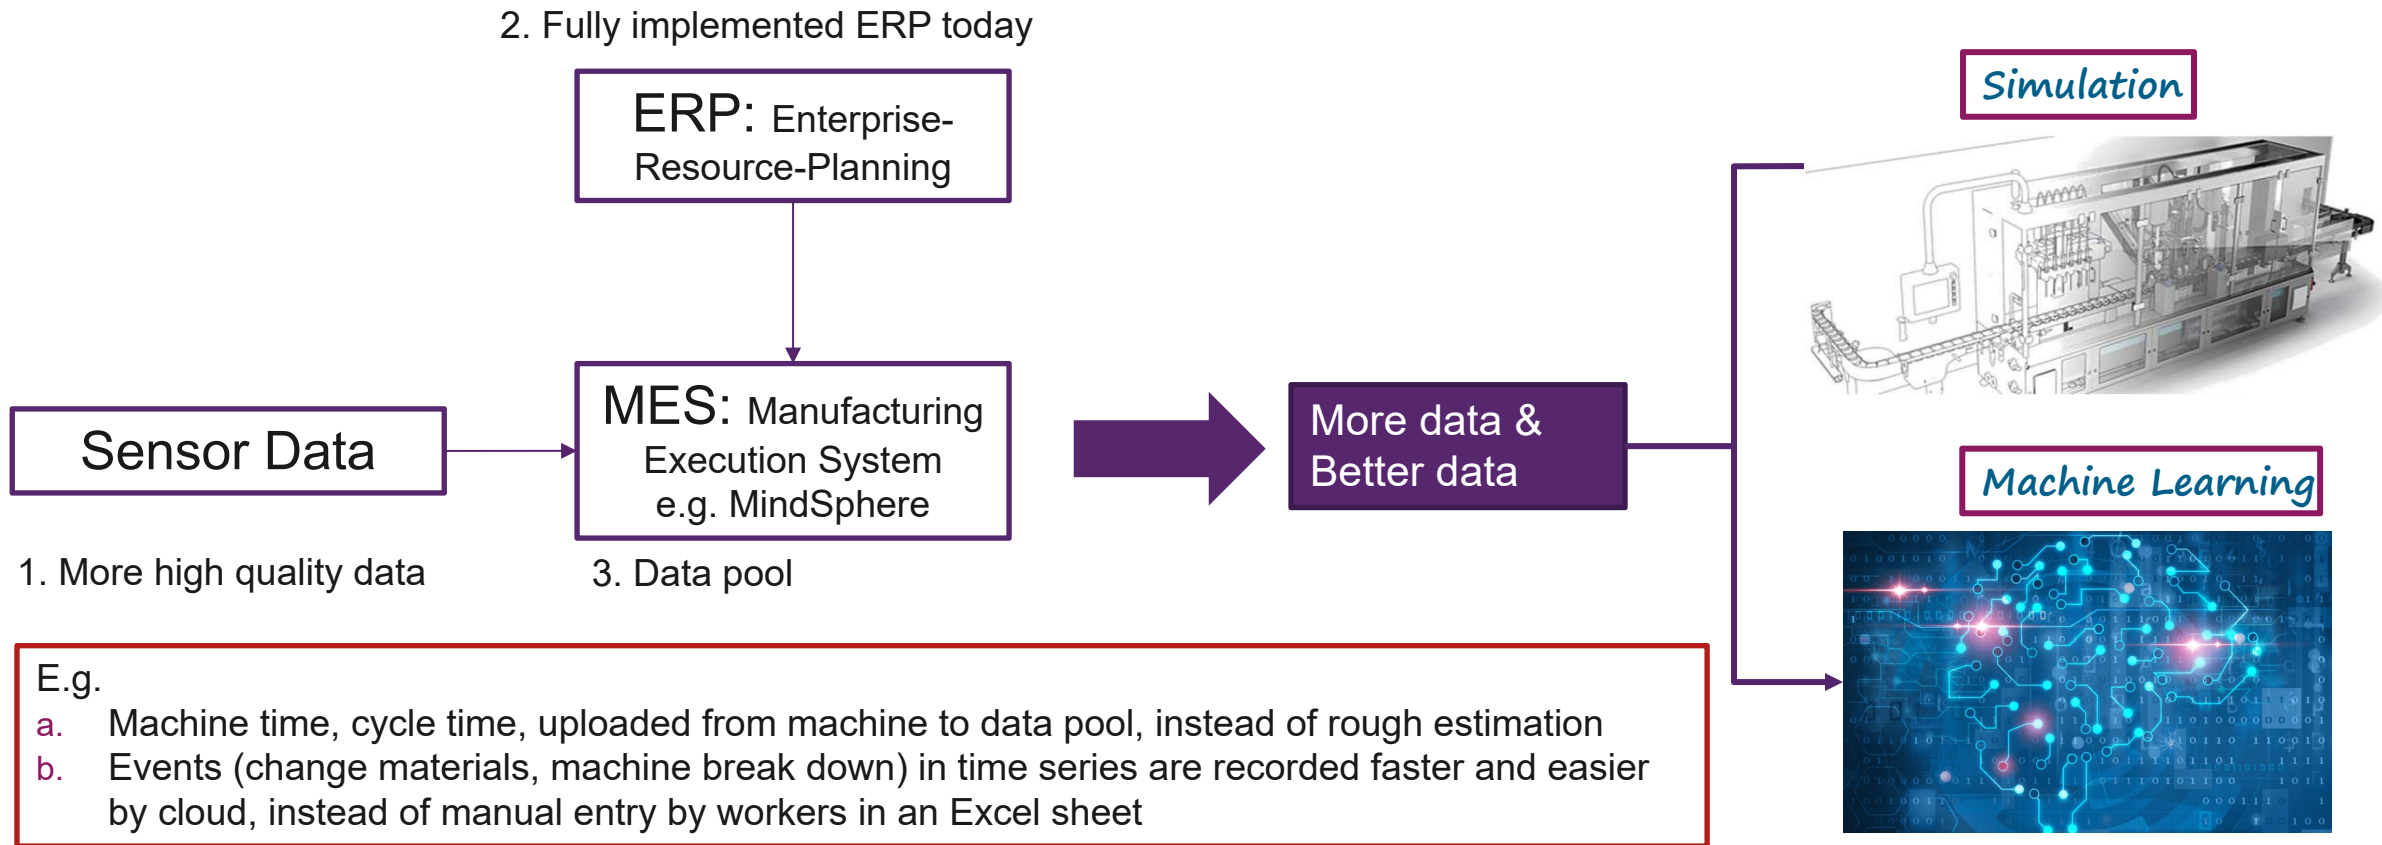 2. Fully implemented ERP today
ERP: Enterprise-
Resource-Planning
Sensor Data
1. More high quality data
MES: Manufacturing
Execution System
e.g. MindSphere
3. Data pool
More data &
Better data
Simulation
Machine Learning
E.g.
a. Machine time, cycle time, uploaded from machine to data pool, instead of rough estimation
b. Events (change materials, machine break down) in time series are recorded faster and easier
by cloud, instead of manual entry by workers in an Excel sheet